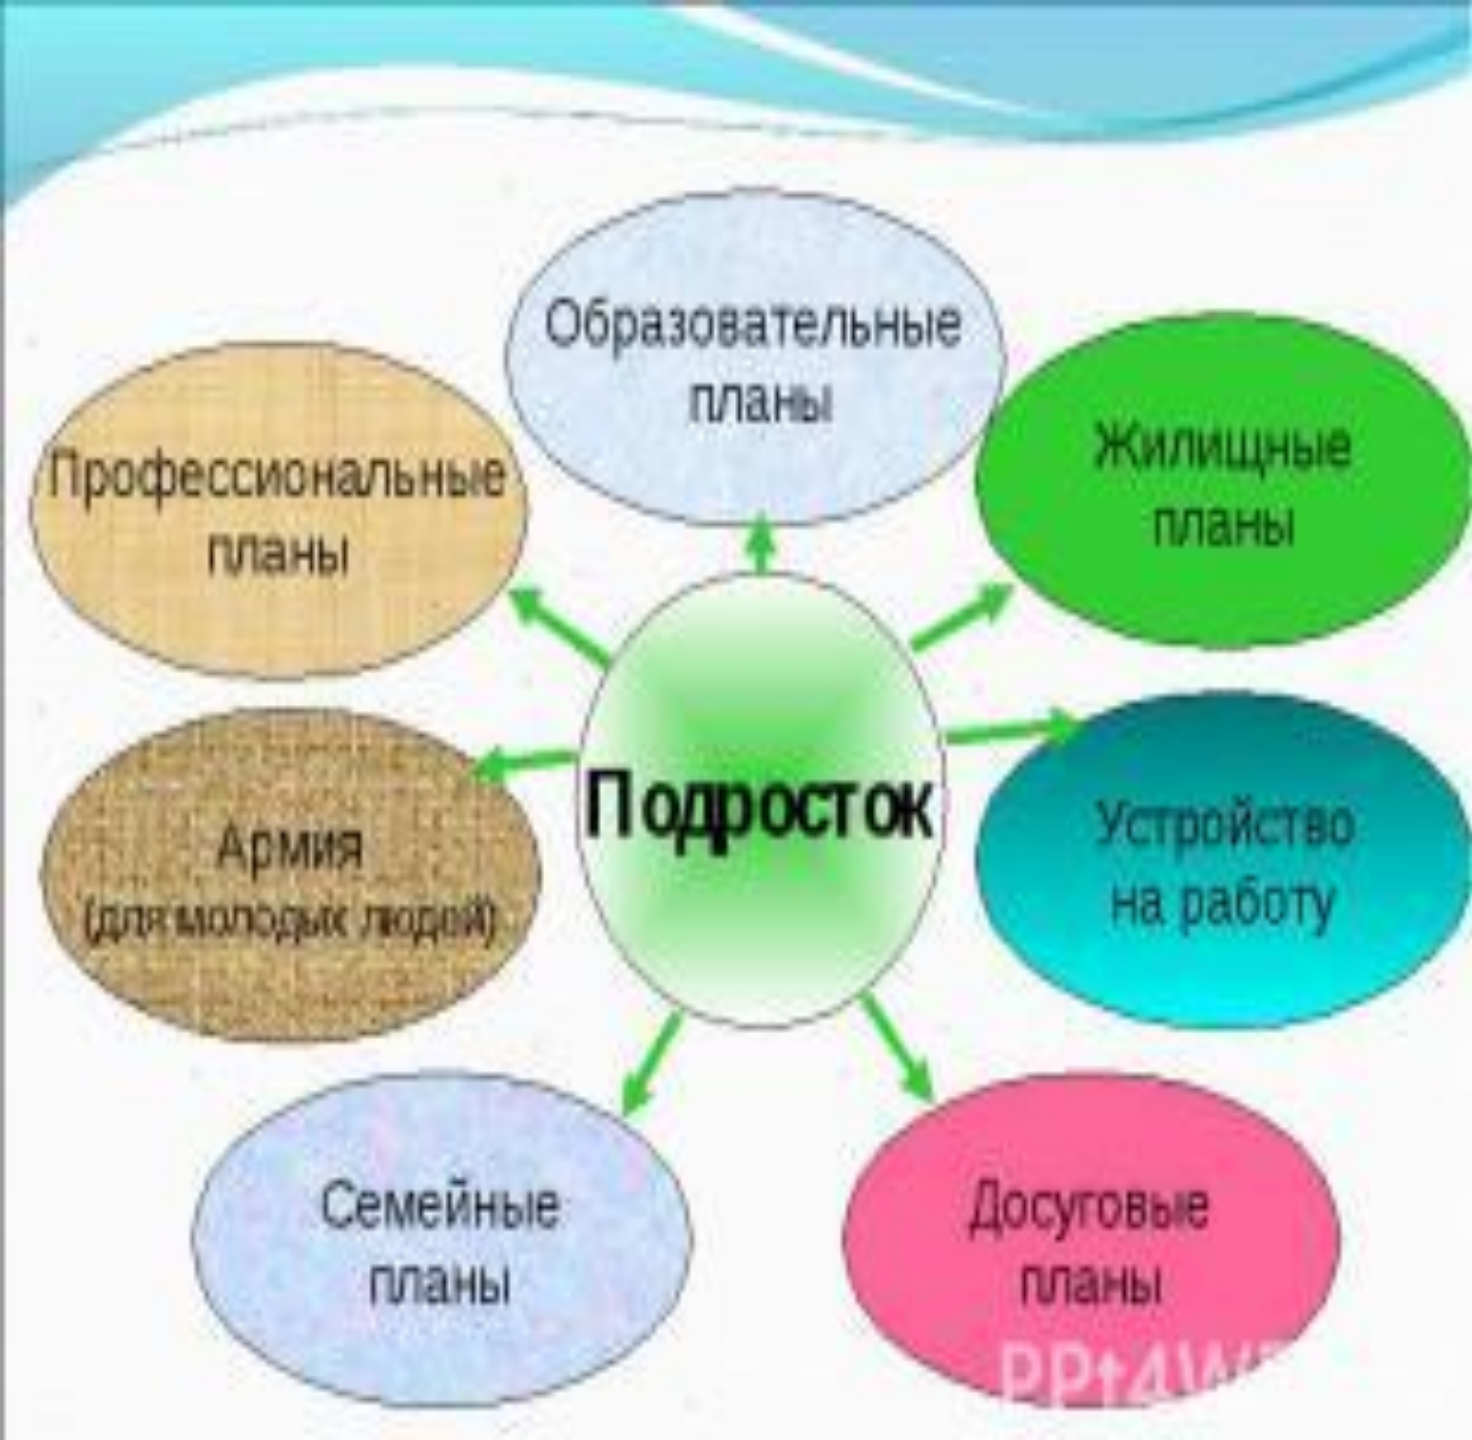 Образовательные
планы
Профессиональные
планы
Жилищные
планы
Подросток
Армия
(для молодых людей)
Устройство
на работу
Семейные
планы
Досуговые
планы